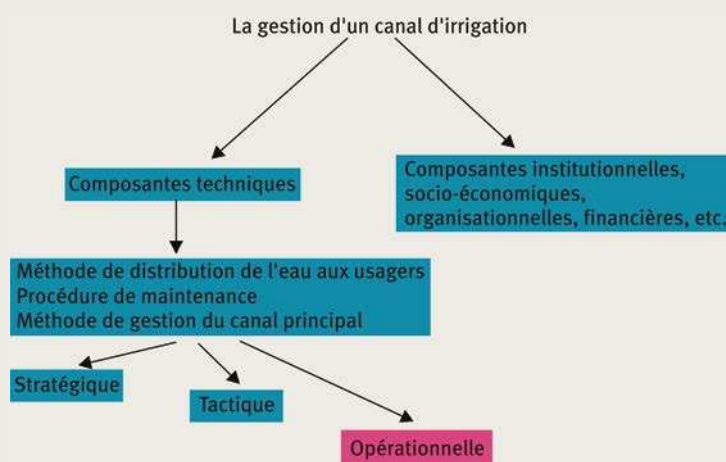 La gestion d'un canal d'irrigation
Composantes techniques
Composantes institutionnelles,
socio-économiques,
organisationnelles, financières, etc.
Méthode de distribution de l'eau aux usagers
Procédure de maintenance
Méthode de gestion du canal principal
Stratégique
Tactique
Opérationnelle